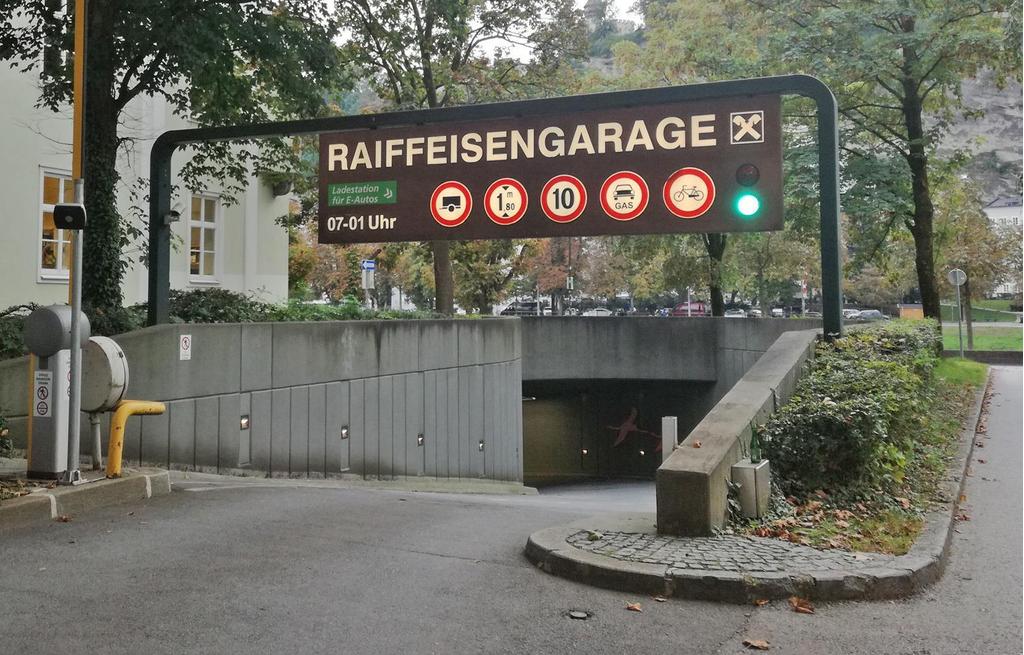 RAIFFEISENGARAGE
Ladestation
für E-Autos
07-01 Uhr
1 m
,80
10
GAS